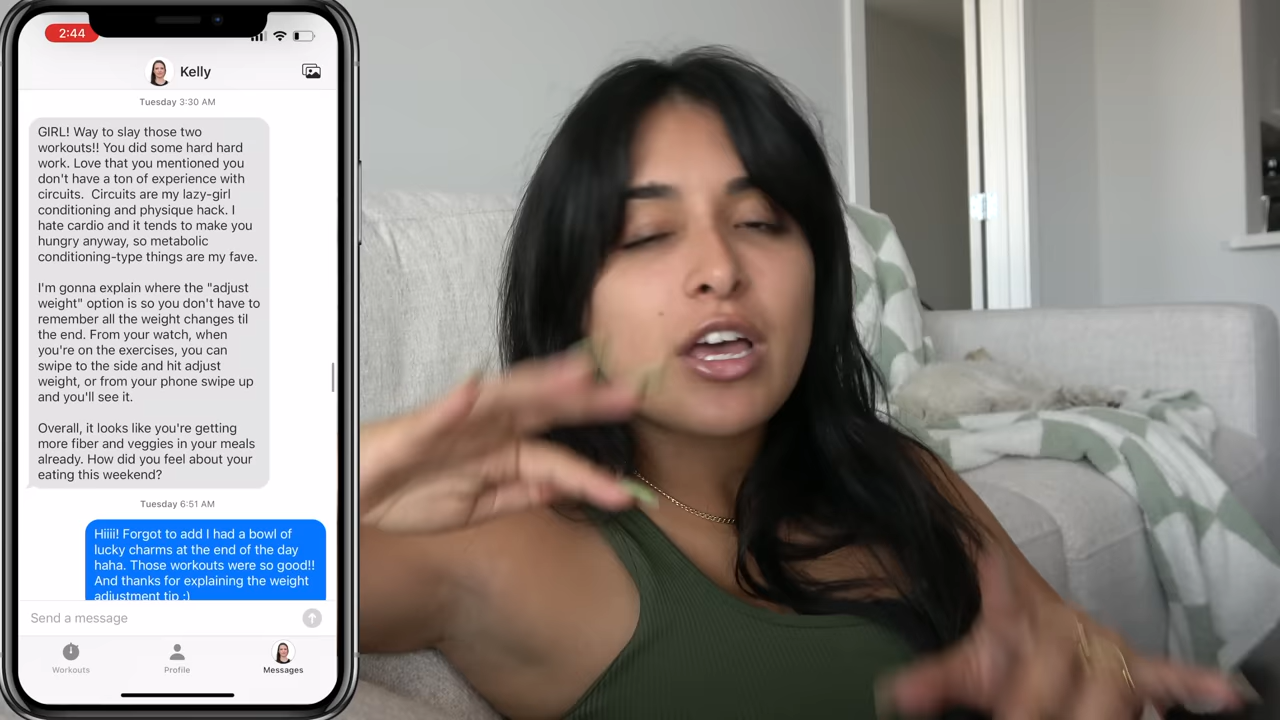 2:44
Kelly
Tuesday 3:30 AM
GIRL! Way to slay those two
workouts!! You did some hard hard
work. Love that you mentioned you
don't have a ton of experience with
circuits.  Circuits are my lazy-girl
conditioning and physique hack. I
hate cardio and it tends to make you
hungry anyway, so metabolic
conditioning-type things are my fave.
I'm gonna explain where the "adjust
weight" option is so you don't have to
remember all the weight changes til
the end. From your watch, when
you're on the exercises, you can
swipe to the side and hit adjust
weight, or from your phone swipe up
and you'll see it.
Overall, it looks like you're getting
more fiber and veggies in your meals
already. How did you feel about your
eating this weekend?
Tuesday 6:51 AM
Hiiii! Forgot to add I had a bowl of
lucky charms at the end of the day
haha. Those workouts were so good!!
And thanks for explaining the weight
adjustment tip :)
Send a message
Workouts
Profile
Messages